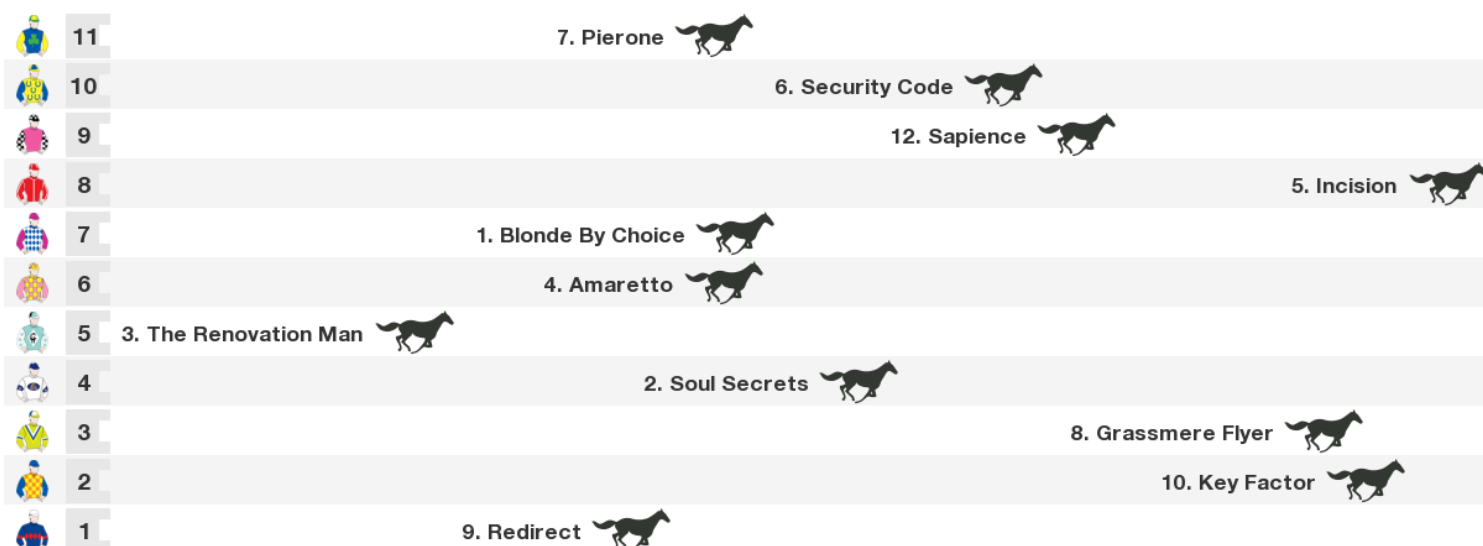 11 7. Pierone
10 6. Security Code
9 12. Sapience
8 5. Incision
7 1. Blonde By Choice
6 4. Amaretto
5 3. The Renovation Man
4 2. Soul Secrets
3 8. Grassmere Flyer
2 10. Key Factor
1 9. Redirect